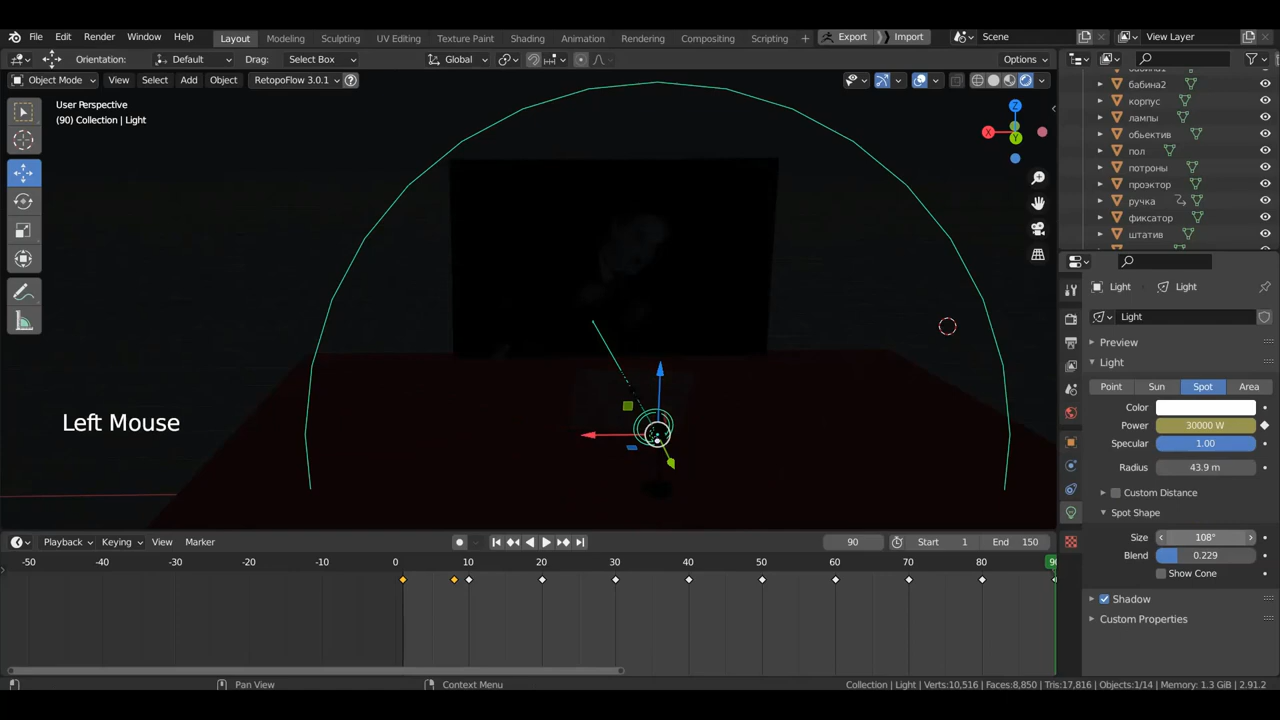 File Edit Render Window Help Layout Modeling Sculpting UV Editing Texture Paint Shading Animation Rendering Compositing Scripting + Export Import Scene View Layer
Orientation: Default Drag: Select Box Global Options
Object Mode View Select Add Object RetopoFlow 3.0.1
User Perspective
(90) Collection | Light
Z
X
Y
бабина2
корпус
лампы
обьектив
пол
потроны
проэктор
ручка
фиксатор
штатив
Light Light
Light
Preview
Light
Point Sun Spot Area
Color
Power 30000 W
Specular 1.00
Radius 43.9 m
Custom Distance
Spot Shape
Size 108°
Blend 0.229
Show Cone
Shadow
Custom Properties
Left Mouse
Playback Keying View Marker 90 Start 1 End 150
-50 -40 -30 -20 -10 0 10 20 30 40 50 60 70 80 90
Pan View Context Menu Collection | Light | Verts:10,516 | Faces:8,850 | Tris:17,816 | Objects:1/14 | Memory: 1.3 GiB | 2.91.2